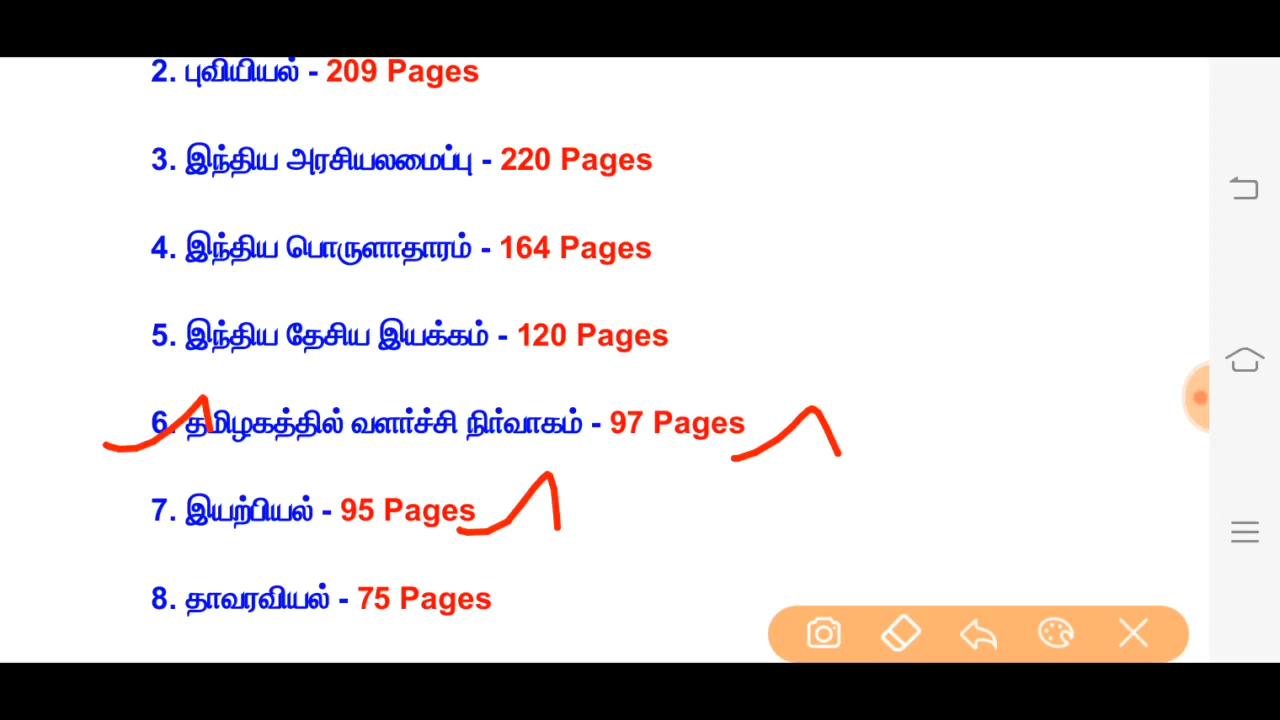 2. புவியியல் - 209 Pages
3. இந்திய அரசியலமைப்பு - 220 Pages
4. இந்திய பொருளாதாரம் - 164 Pages
5. இந்திய தேசிய இயக்கம் - 120 Pages
6. தமிழகத்தில் வளர்ச்சி நிர்வாகம் - 97 Pages
7. இயற்பியல் - 95 Pages
8. தாவரவியல் - 75 Pages